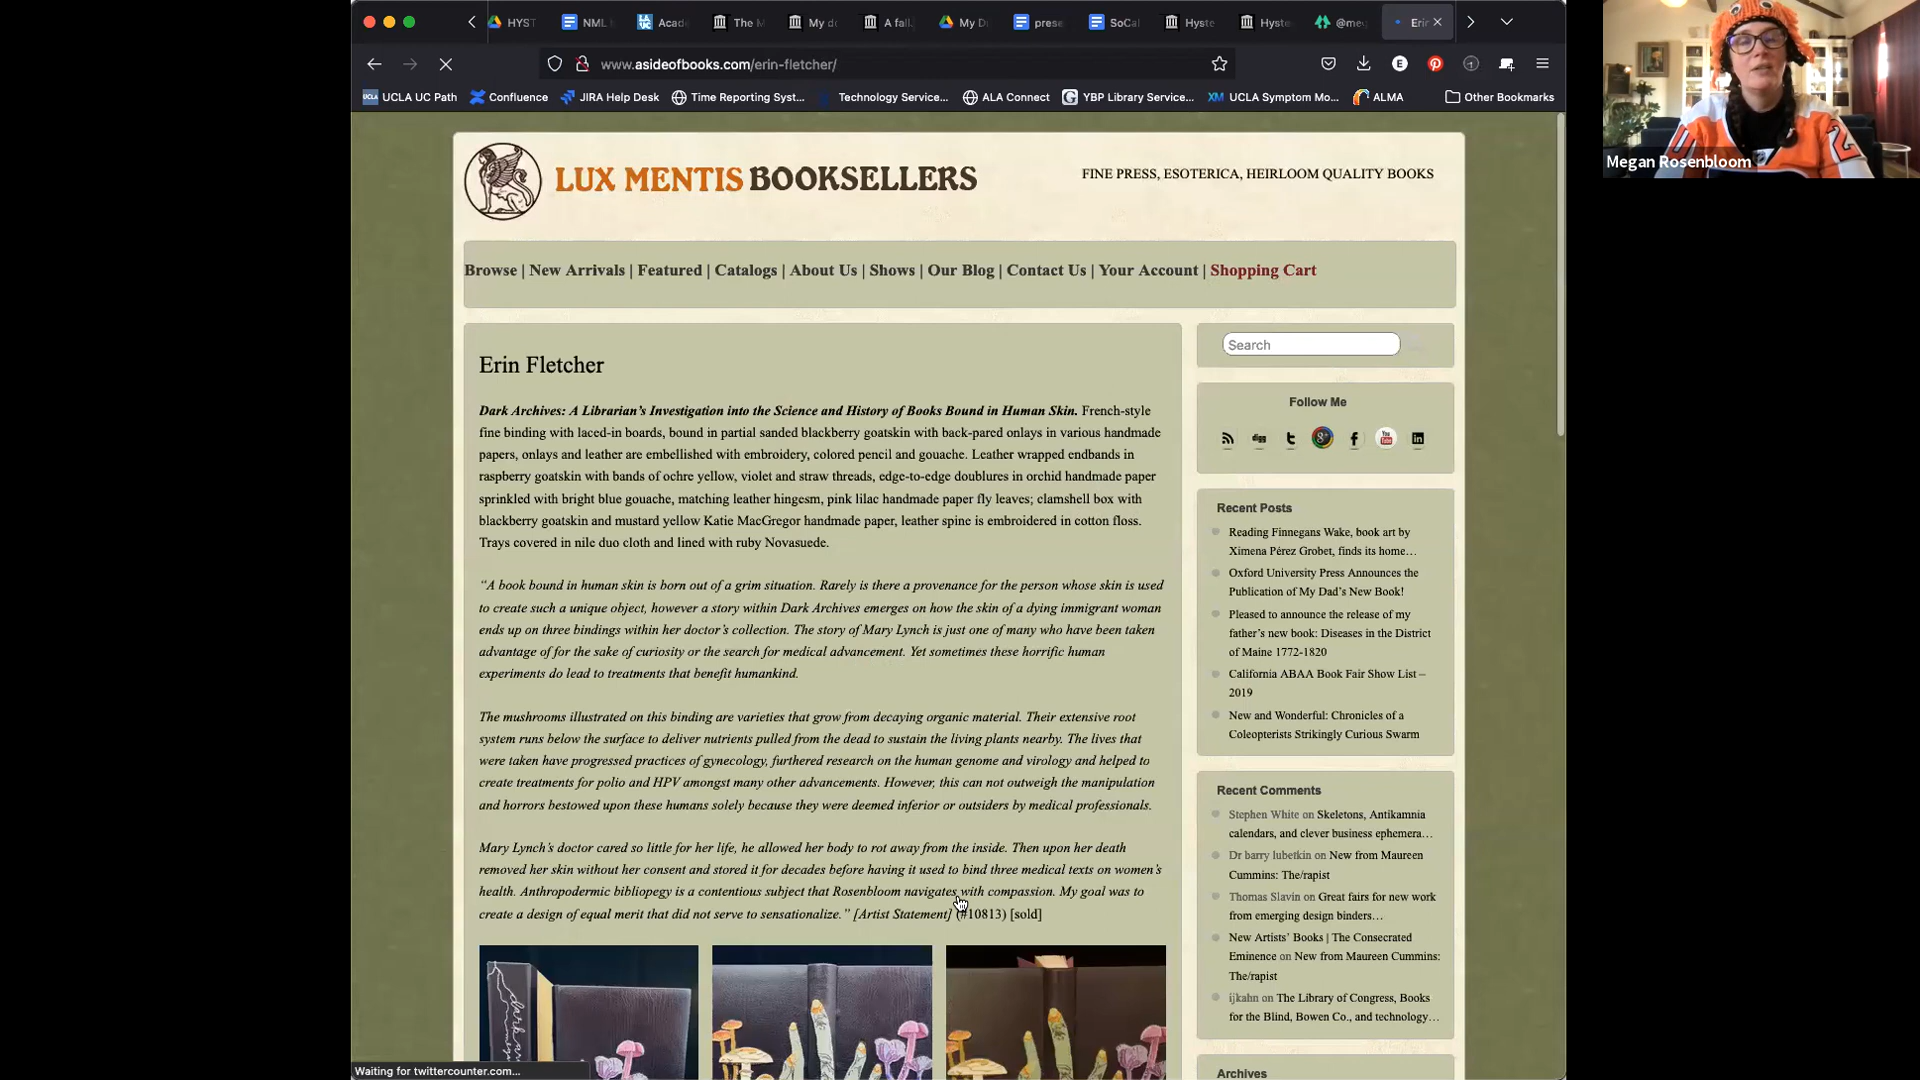 HYST
NML
Acade
The M
My do
A fall
My Dr
prese
SoCal
Hyste
Hyste
@meg
Erin
www.asideofbooks.com/erin-fletcher/
UCLA UC Path
Confluence
JIRA Help Desk
Time Reporting Syst...
Technology Service...
ALA Connect
YBP Library Service...
UCLA Symptom Mo...
ALMA
Other Bookmarks
Megan Rosenbloom
LUX MENTIS BOOKSELLERS
FINE PRESS, ESOTERICA, HEIRLOOM QUALITY BOOKS
Browse | New Arrivals | Featured | Catalogs | About Us | Shows | Our Blog | Contact Us | Your Account | Shopping Cart
Erin Fletcher
Dark Archives: A Librarian's Investigation into the Science and History of Books Bound in Human Skin. French-style
fine binding with laced-in boards, bound in partial sanded blackberry goatskin with back-pared onlays in various handmade
papers, onlays and leather are embellished with embroidery, colored pencil and gouache. Leather wrapped endbands in
raspberry goatskin with bands of ochre yellow, violet and straw threads, edge-to-edge doublures in orchid handmade paper
sprinkled with bright blue gouache, matching leather hingesm, pink lilac handmade paper fly leaves; clamshell box with
blackberry goatskin and mustard yellow Katie MacGregor handmade paper, leather spine is embroidered in cotton floss.
Trays covered in nile duo cloth and lined with ruby Novasuede.
“A book bound in human skin is born out of a grim situation. Rarely is there a provenance for the person whose skin is used
to create such a unique object, however a story within Dark Archives emerges on how the skin of a dying immigrant woman
ends up on three bindings within her doctor's collection. The story of Mary Lynch is just one of many who have been taken
advantage of for the sake of curiosity or the search for medical advancement. Yet sometimes these horrific human
experiments do lead to treatments that benefit humankind.
The mushrooms illustrated on this binding are varieties that grow from decaying organic material. Their extensive root
system runs below the surface to deliver nutrients pulled from the dead to sustain the living plants nearby. The lives that
were taken have progressed practices of gynecology, furthered research on the human genome and virology and helped to
create treatments for polio and HPV amongst many other advancements. However, this can not outweigh the manipulation
and horrors bestowed upon these humans solely because they were deemed inferior or outsiders by medical professionals.
Mary Lynch's doctor cared so little for her life, he allowed her body to rot away from the inside. Then upon her death
removed her skin without her consent and stored it for decades before having it used to bind three medical texts on women's
health. Anthropodermic bibliopegy is a contentious subject that Rosenbloom navigates with compassion. My goal was to
create a design of equal merit that did not serve to sensationalize.” [Artist Statement] (#10813) [sold]
Search
Follow Me
Recent Posts
Reading Finnegans Wake, book art by
Ximena Pérez Grobet, finds its home…
Oxford University Press Announces the
Publication of My Dad's New Book!
Pleased to announce the release of my
father's new book: Diseases in the District
of Maine 1772-1820
California ABAA Book Fair Show List –
2019
New and Wonderful: Chronicles of a
Coleopterists Strikingly Curious Swarm
Recent Comments
Stephen White on Skeletons, Antikamnia
calendars, and clever business ephemera…
Dr barry lubetkin on New from Maureen
Cummins: The/rapist
Thomas Slavin on Great fairs for new work
from emerging design binders…
New Artists' Books | The Consecrated
Eminence on New from Maureen Cummins:
The/rapist
ijkahn on The Library of Congress, Books
for the Blind, Bowen Co., and technology…
Archives
Waiting for twittercounter.com...